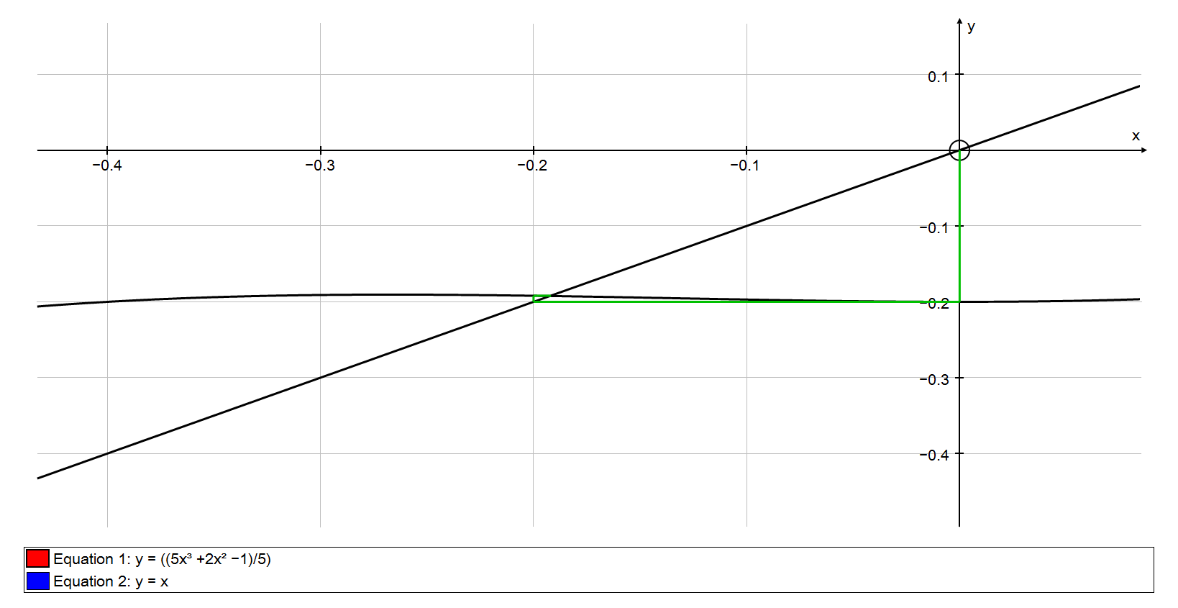 y
0.1
x
−0.4
−0.3
−0.2
−0.1
−0.1
−0.2
−0.3
−0.4
Equation 1: y = ((5x³ +2x² −1)/5)
Equation 2: y = x